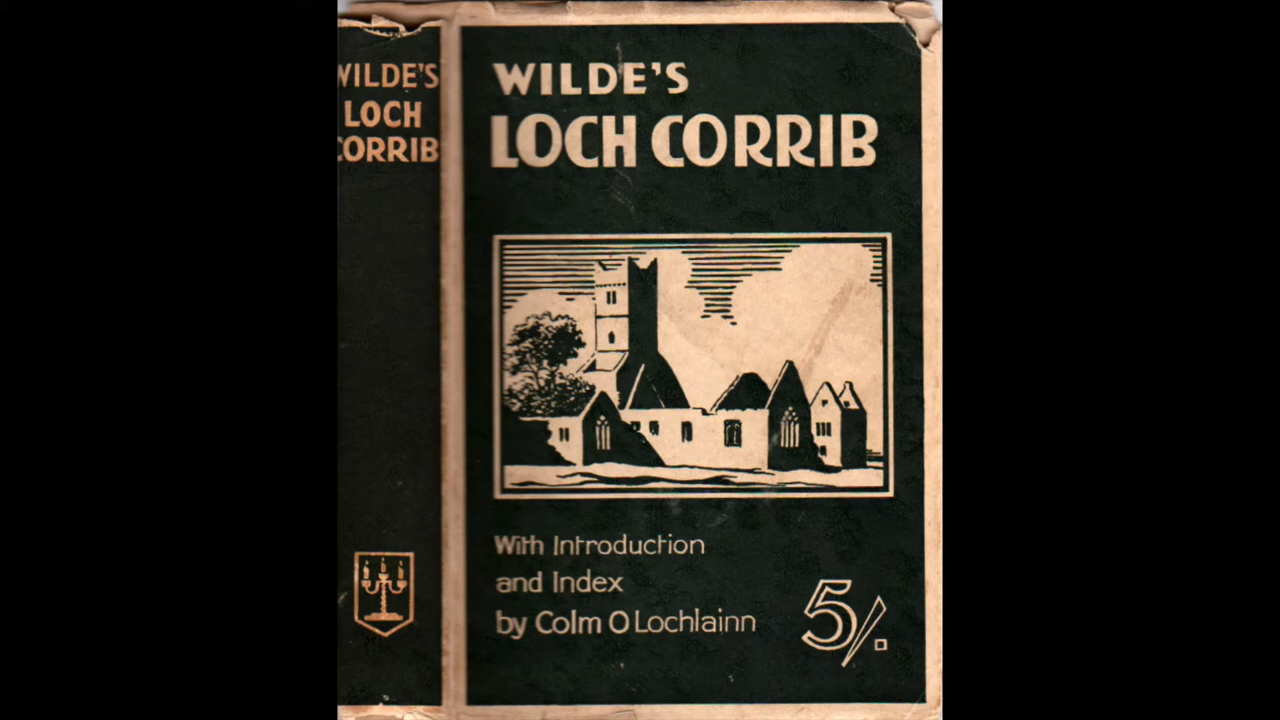 WILDE'S
LOCH
CORRIB
WILDE'S
LOCH CORRIB
With Introduction
and Index
by Colm O Lochlainn
5/.